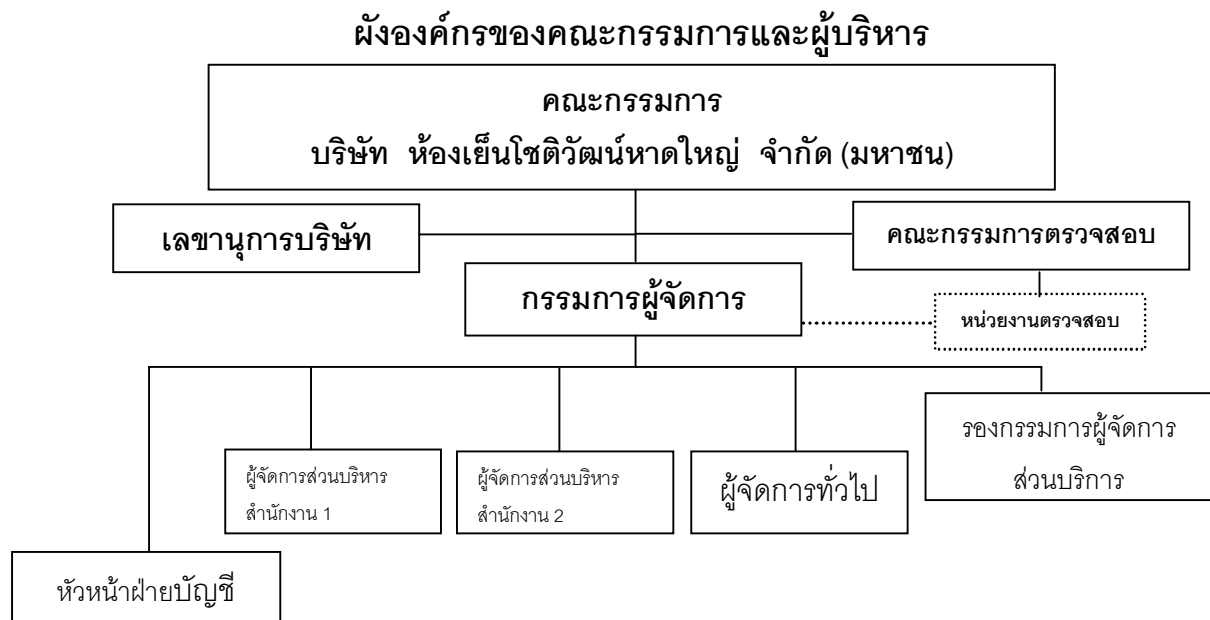 ผังองค์กรของคณะกรรมการและผู้บริหาร
คณะกรรมการ
บริษัท ห้องเย็นโชติวัฒน์หาดใหญ่ จำกัด (มหาชน)
เลขานุการบริษัท
คณะกรรมการตรวจสอบ
กรรมการผู้จัดการ
หน่วยงานตรวจสอบ
ผู้จัดการส่วนบริหาร
สำนักงาน 1
ผู้จัดการส่วนบริหาร
สำนักงาน 2
ผู้จัดการทั่วไป
รองกรรมการผู้จัดการ
ส่วนบริการ
หัวหน้าฝ่ายบัญชี